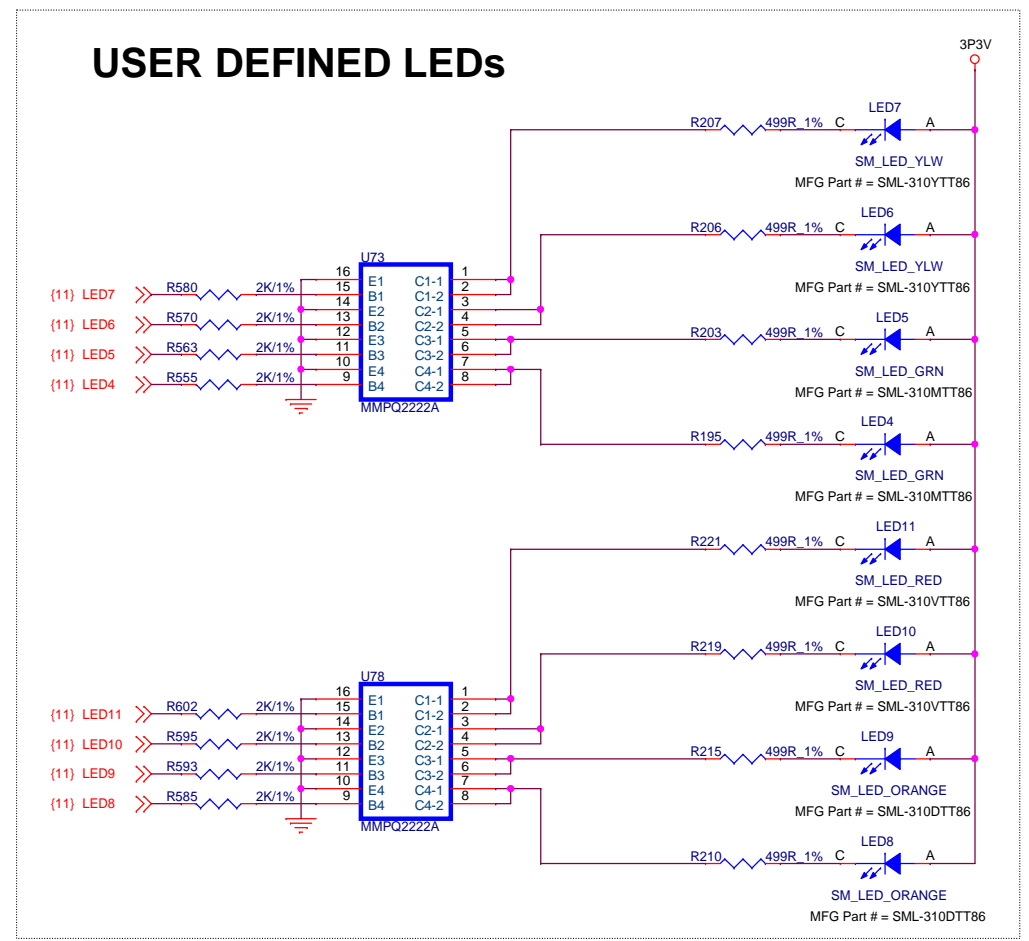 USER DEFINED LEDs
3P3V
LED7
R207 499R_1% C A
SM_LED_YLW
MFG Part # = SML-310YTT86
LED6
R206 499R_1% C A
SM_LED_YLW
MFG Part # = SML-310YTT86
U73
16 E1 C1-1 1
{11} LED7 R580 2K/1% 15 B1 C1-2 2
14 E2 C2-1 3
{11} LED6 R570 2K/1% 13 B2 C2-2 4
12 E3 C3-1 5
{11} LED5 R563 2K/1% 11 B3 C3-2 6
10 E4 C4-1 7
{11} LED4 R555 2K/1% 9 B4 C4-2 8
MMPQ2222A
LED5
R203 499R_1% C A
SM_LED_GRN
MFG Part # = SML-310MTT86
LED4
R195 499R_1% C A
SM_LED_GRN
MFG Part # = SML-310MTT86
LED11
R221 499R_1% C A
SM_LED_RED
MFG Part # = SML-310VTT86
LED10
R219 499R_1% C A
SM_LED_RED
MFG Part # = SML-310VTT86
U78
16 E1 C1-1 1
{11} LED11 R602 2K/1% 15 B1 C1-2 2
14 E2 C2-1 3
{11} LED10 R595 2K/1% 13 B2 C2-2 4
12 E3 C3-1 5
{11} LED9 R593 2K/1% 11 B3 C3-2 6
10 E4 C4-1 7
{11} LED8 R585 2K/1% 9 B4 C4-2 8
MMPQ2222A
LED9
R215 499R_1% C A
SM_LED_ORANGE
MFG Part # = SML-310DTT86
LED8
R210 499R_1% C A
SM_LED_ORANGE
MFG Part # = SML-310DTT86